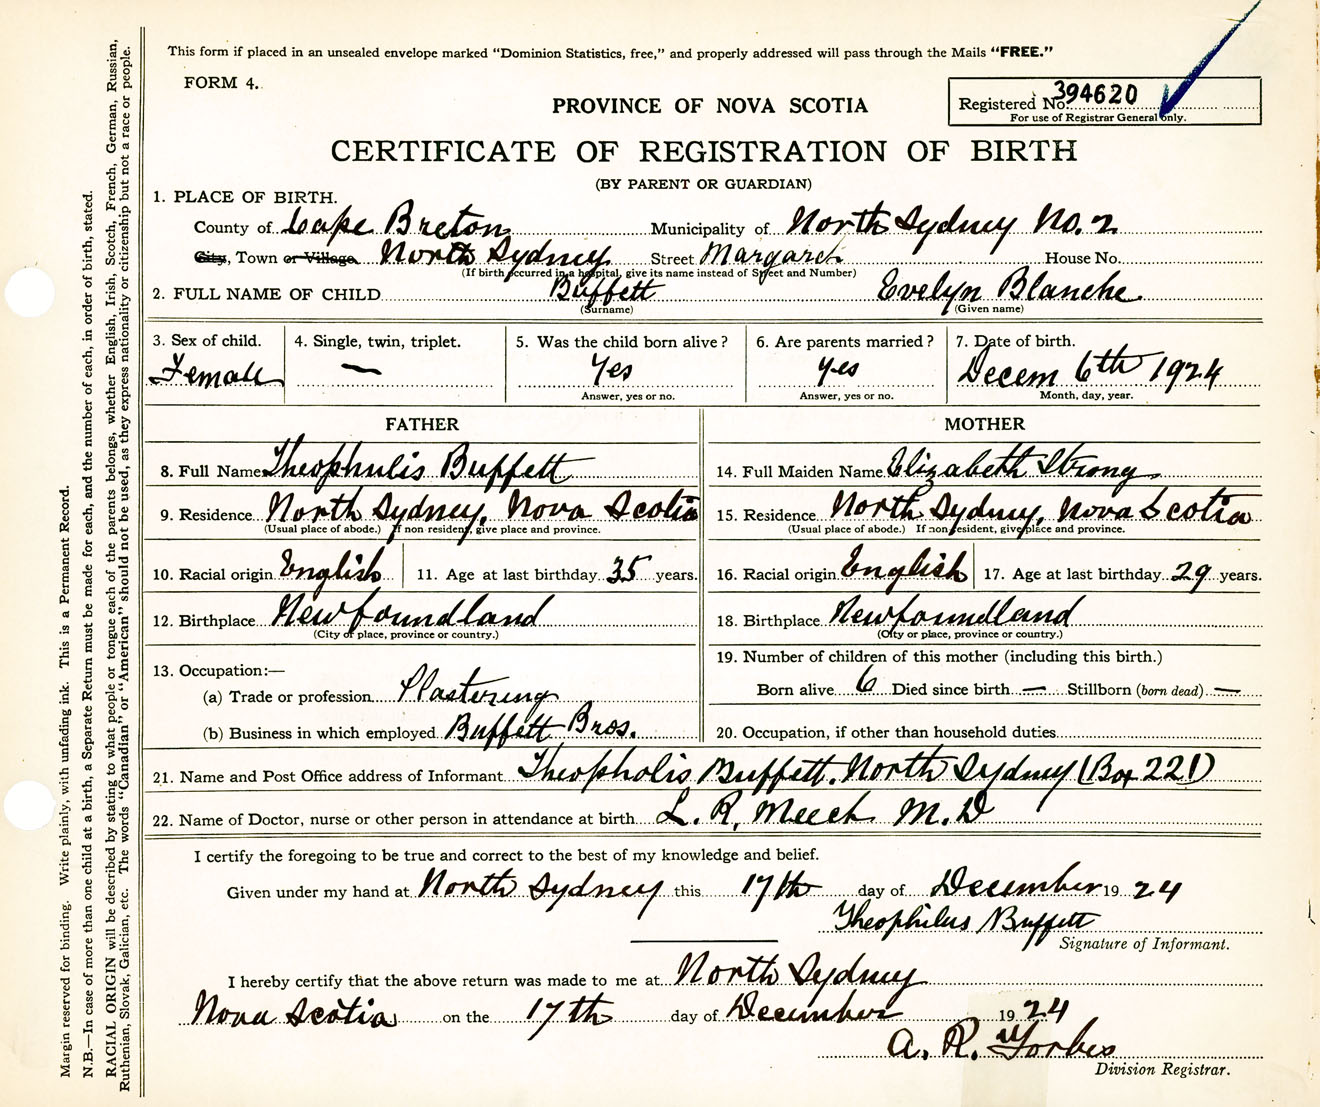 This form if placed in an unsealed envelope marked “Dominion Statistics, free,” and properly addressed will pass through the Mails “FREE.”
FORM 4.
Registered No. 394620
For use of Registrar General only.
PROVINCE OF NOVA SCOTIA
CERTIFICATE OF REGISTRATION OF BIRTH
(BY PARENT OR GUARDIAN)
1. PLACE OF BIRTH.
County of Cape Breton Municipality of North Sydney No. 2
City, Town or Village North Sydney Street House No.
(If birth occurred in a hospital, give its name instead of Street and Number)
2. FULL NAME OF CHILD Buffett Evelyn Blanche.
(Surname) (Given name)
3. Sex of child. 4. Single, twin, triplet. 5. Was the child born alive? 6. Are parents married? 7. Date of birth.
Female — Yes yes Decem 6th 1924
Answer, yes or no. Answer, yes or no. Month, day, year.
FATHER
8. Full Name Theophulis Buffett
9. Residence North Sydney, Nova Scotia
(Usual place of abode.) If non resident, give place and province.
10. Racial origin English 11. Age at last birthday 35 years.
12. Birthplace Newfoundland
(City or place, province or country.)
13. Occupation:—
(a) Trade or profession Plastering
(b) Business in which employed Buffett Bros.
MOTHER
14. Full Maiden Name Elizabeth Strong
15. Residence North Sydney, Nova Scotia
(Usual place of abode.) If non resident, give place and province.
16. Racial origin English 17. Age at last birthday 29 years.
18. Birthplace Newfoundland
(City or place, province or country.)
19. Number of children of this mother (including this birth.)
Born alive 6 Died since birth — Stillborn (born dead) —
20. Occupation, if other than household duties
21. Name and Post Office address of Informant Theopholis Buffett. North Sydney (Box 221)
22. Name of Doctor, nurse or other person in attendance at birth L. R. Meech M.D
I certify the foregoing to be true and correct to the best of my knowledge and belief.
Given under my hand at North Sydney this 17th day of December 1924
Theophilus Buffett
Signature of Informant.
I hereby certify that the above return was made to me at North Sydney
Nova Scotia on the 17th day of December 1924
A. R. Forbes
Division Registrar.
Margin reserved for binding. Write plainly, with unfading ink. This is a Permanent Record.
N.B.—In case of more than one child at a birth, a Separate Return must be made for each, and the number of each, in order of birth, stated.
RACIAL ORIGIN will be described by stating to what people or tongue each of the parents belongs, whether English, Irish, Scotch, French, German, Russian,
Ruthenian, Slovak, Galician, etc. The words “Canadian” or “American” should not be used, as they express nationality or citizenship but not a race or people.